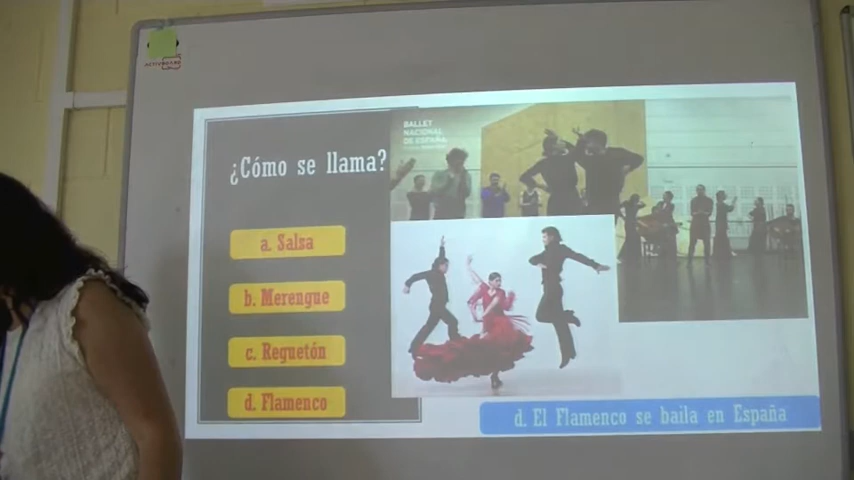 ¿Cómo se llama?
BALLET
NACIONAL
DE ESPAÑA
a. Salsa
b. Merengue
c. Reguetón
d. Flamenco
d. El Flamenco se baila en España